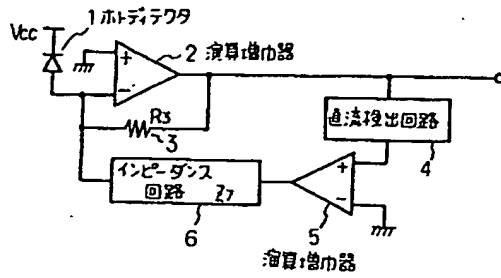 Vcc
1 ホトディテクタ
2 演算増巾器
+
-
R3
3
直流検出回路
4
インピーダンス
回路 Z7
6
+
-
5
演算増巾器